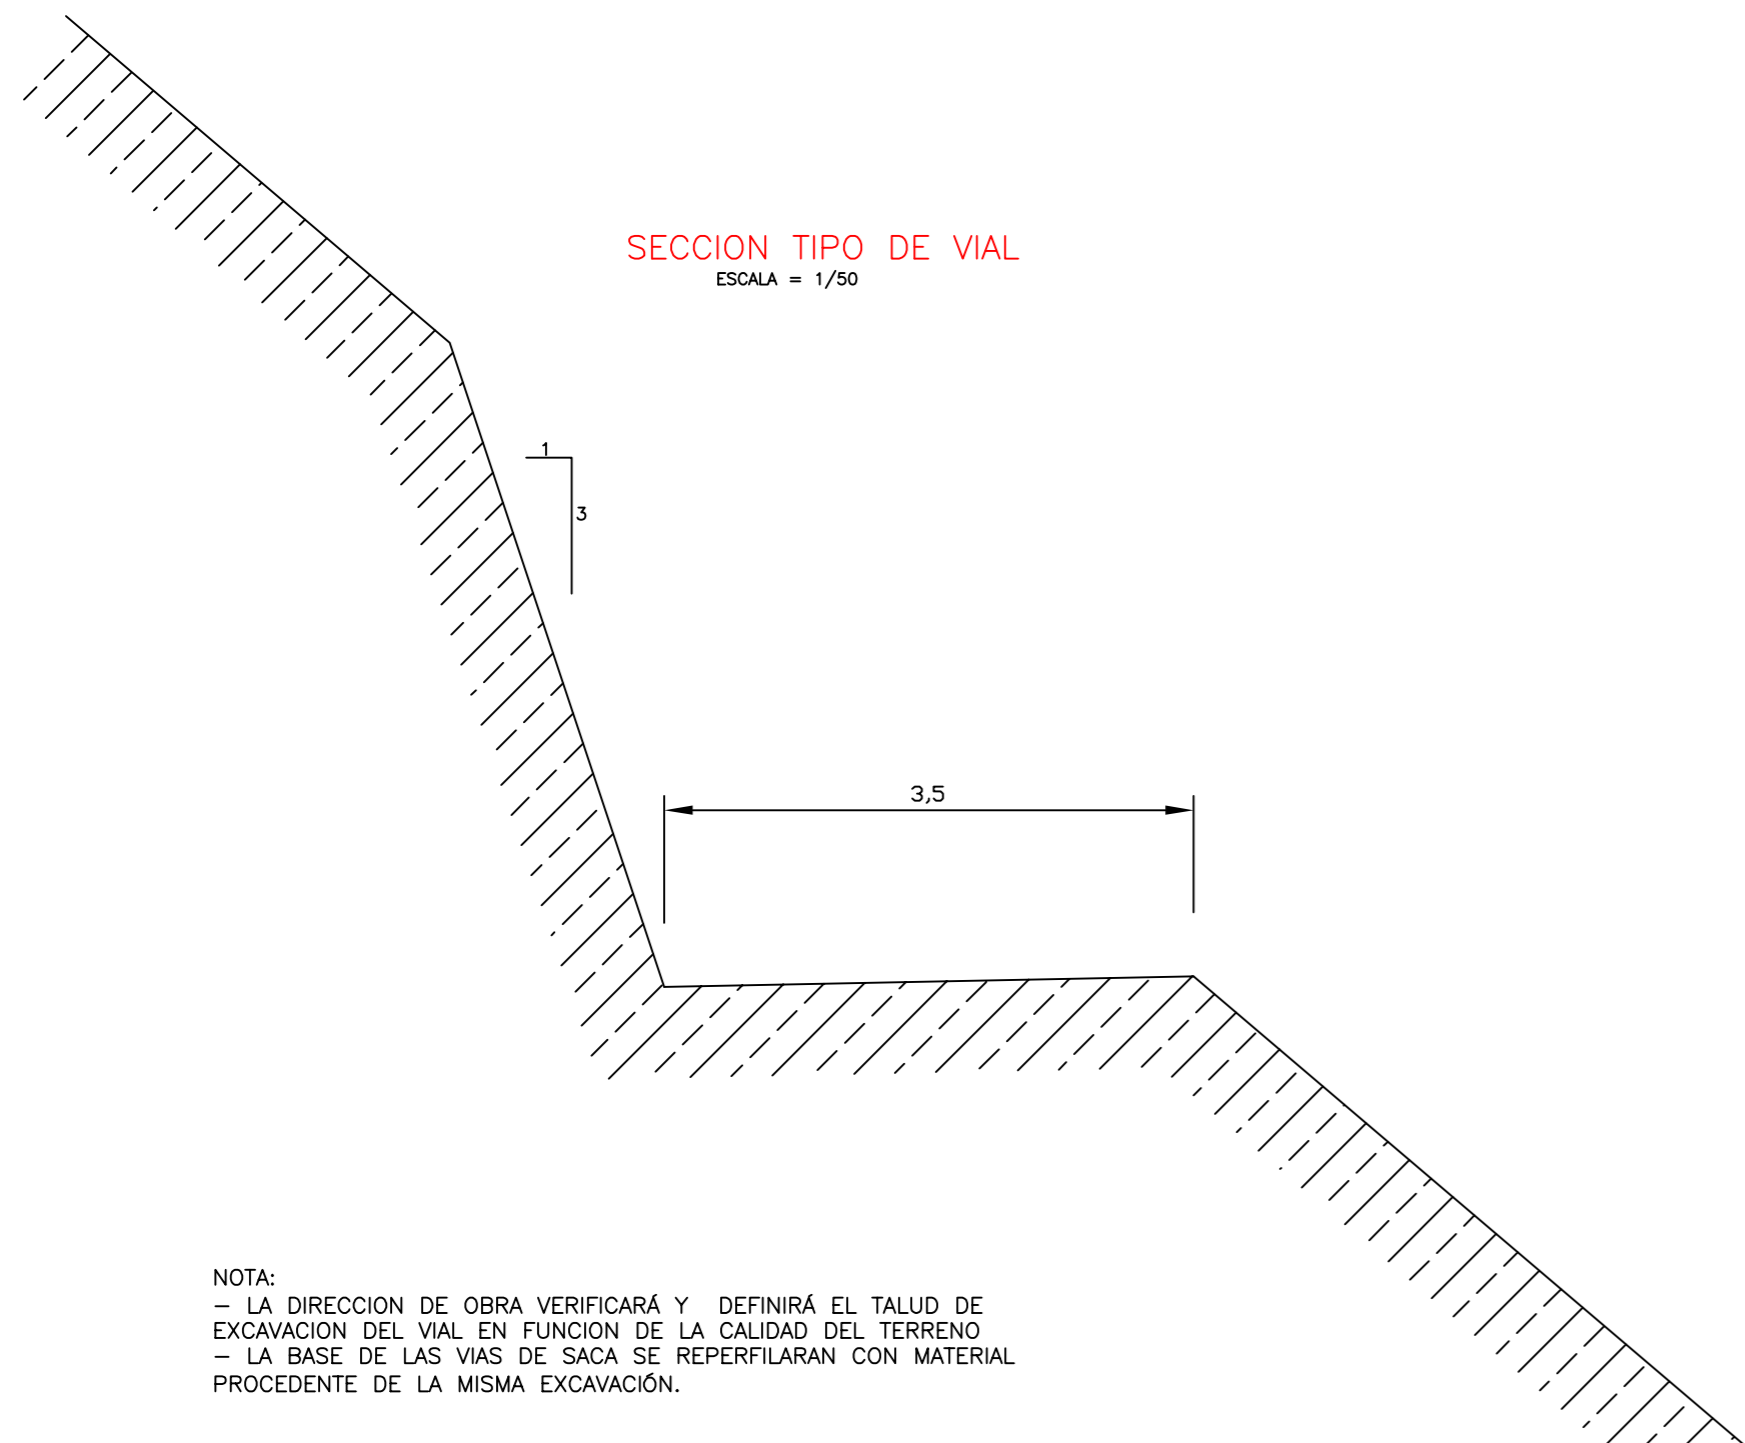 SECCION TIPO DE VIAL
ESCALA = 1/50
1
3
3,5
NOTA:
– LA DIRECCION DE OBRA VERIFICARÁ Y DEFINIRÁ EL TALUD DE
EXCAVACION DEL VIAL EN FUNCION DE LA CALIDAD DEL TERRENO
– LA BASE DE LAS VIAS DE SACA SE REPERFILARAN CON MATERIAL
PROCEDENTE DE LA MISMA EXCAVACIÓN.